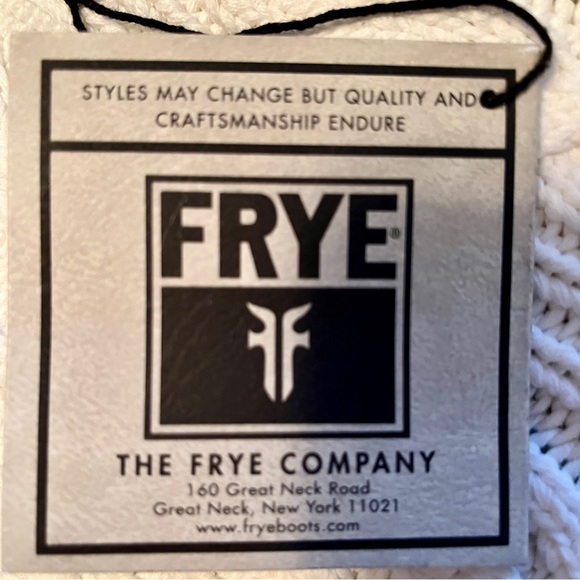 STYLES MAY CHANGE BUT QUALITY AND
CRAFTSMANSHIP ENDURE
FRYE®
THE FRYE COMPANY
160 Great Neck Road
Great Neck, New York 11021
www.fryeboots.com